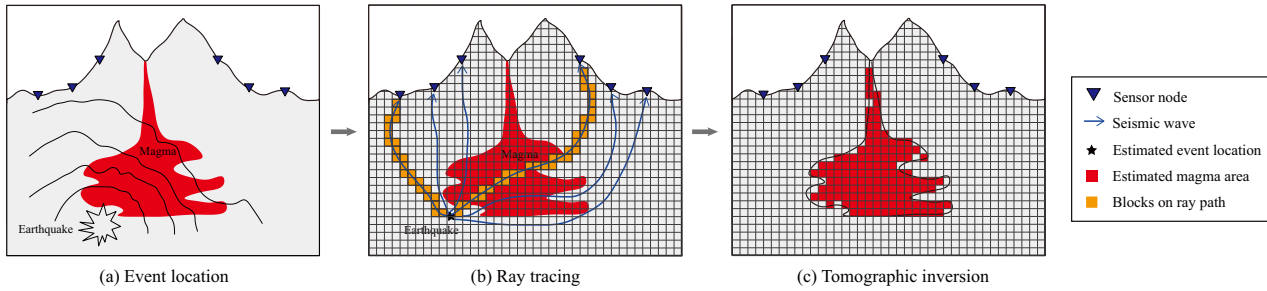 Magma
Earthquake
(a) Event location
Magma
Earthquake
(b) Ray tracing
(c) Tomographic inversion
Sensor node
Seismic wave
Estimated event location
Estimated magma area
Blocks on ray path